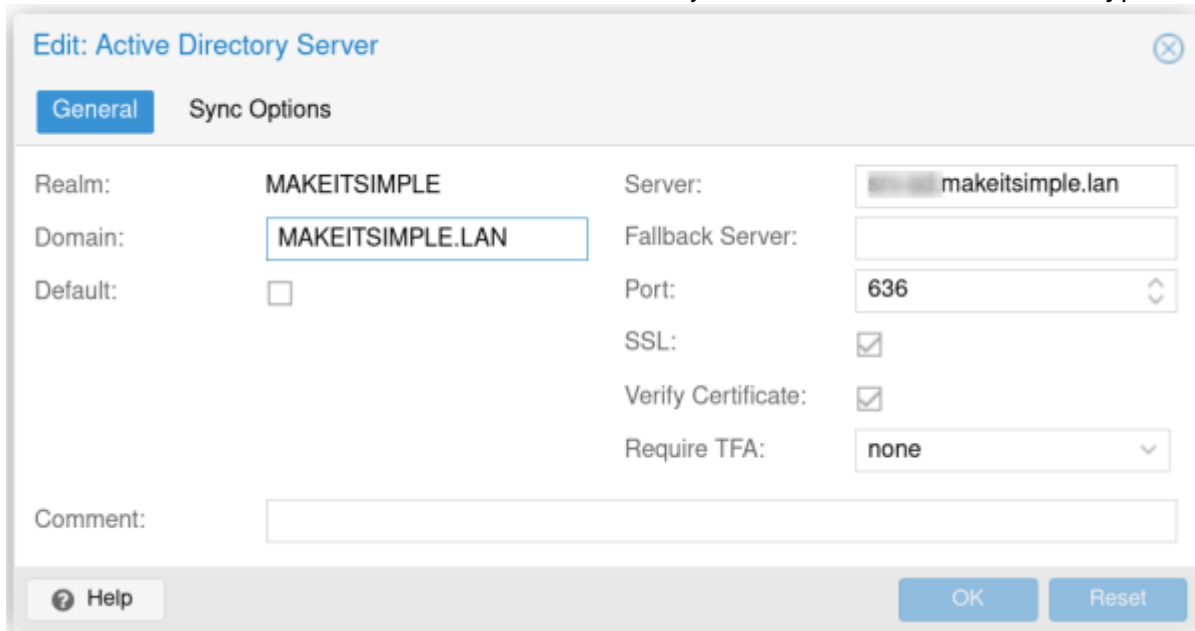 Edit: Active Directory Server
General Sync Options
Realm: MAKEITSIMPLE
Domain: MAKEITSIMPLE.LAN
Default:
Server: makeitsimple.lan
Fallback Server:
Port: 636
SSL:
Verify Certificate:
Require TFA: none
Comment:
Help
OK Reset